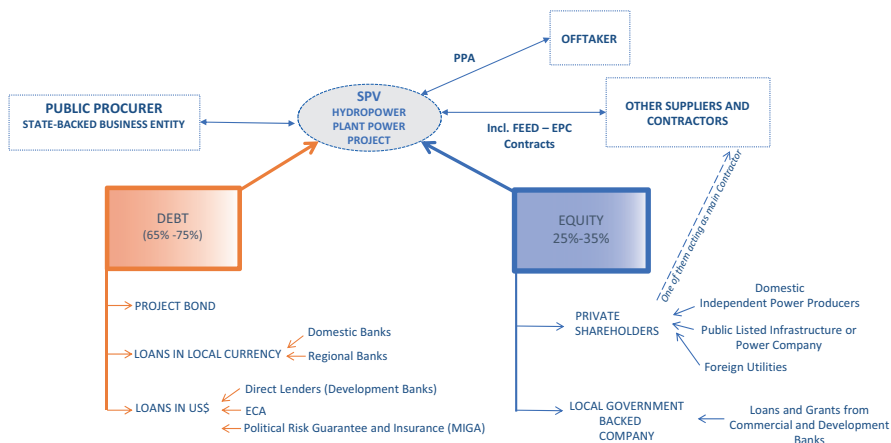 OFFTAKER
PPA
PUBLIC PROCURER
STATE-BACKED BUSINESS ENTITY
SPV
HYDROPOWER
PLANT POWER
PROJECT
OTHER SUPPLIERS AND
CONTRACTORS
Incl. FEED – EPC
Contracts
One of them acting as main Contractor
DEBT
(65% -75%)
EQUITY
25%-35%
PROJECT BOND
LOANS IN LOCAL CURRENCY
Domestic Banks
Regional Banks
LOANS IN US$
Direct Lenders (Development Banks)
ECA
Political Risk Guarantee and Insurance (MIGA)
PRIVATE
SHAREHOLDERS
Domestic
Independent Power Producers
Public Listed Infrastructure or
Power Company
Foreign Utilities
LOCAL GOVERNMENT
BACKED
COMPANY
Loans and Grants from
Commercial and Development
Banks